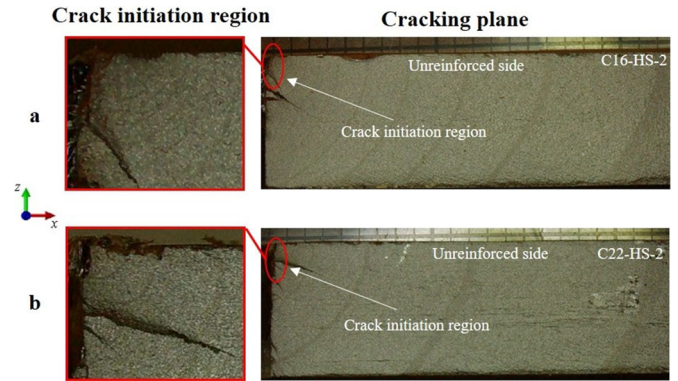 Crack initiation region
Cracking plane
Unreinforced side
C16-HS-2
a
Crack initiation region
z
x
Unreinforced side
C22-HS-2
b
Crack initiation region